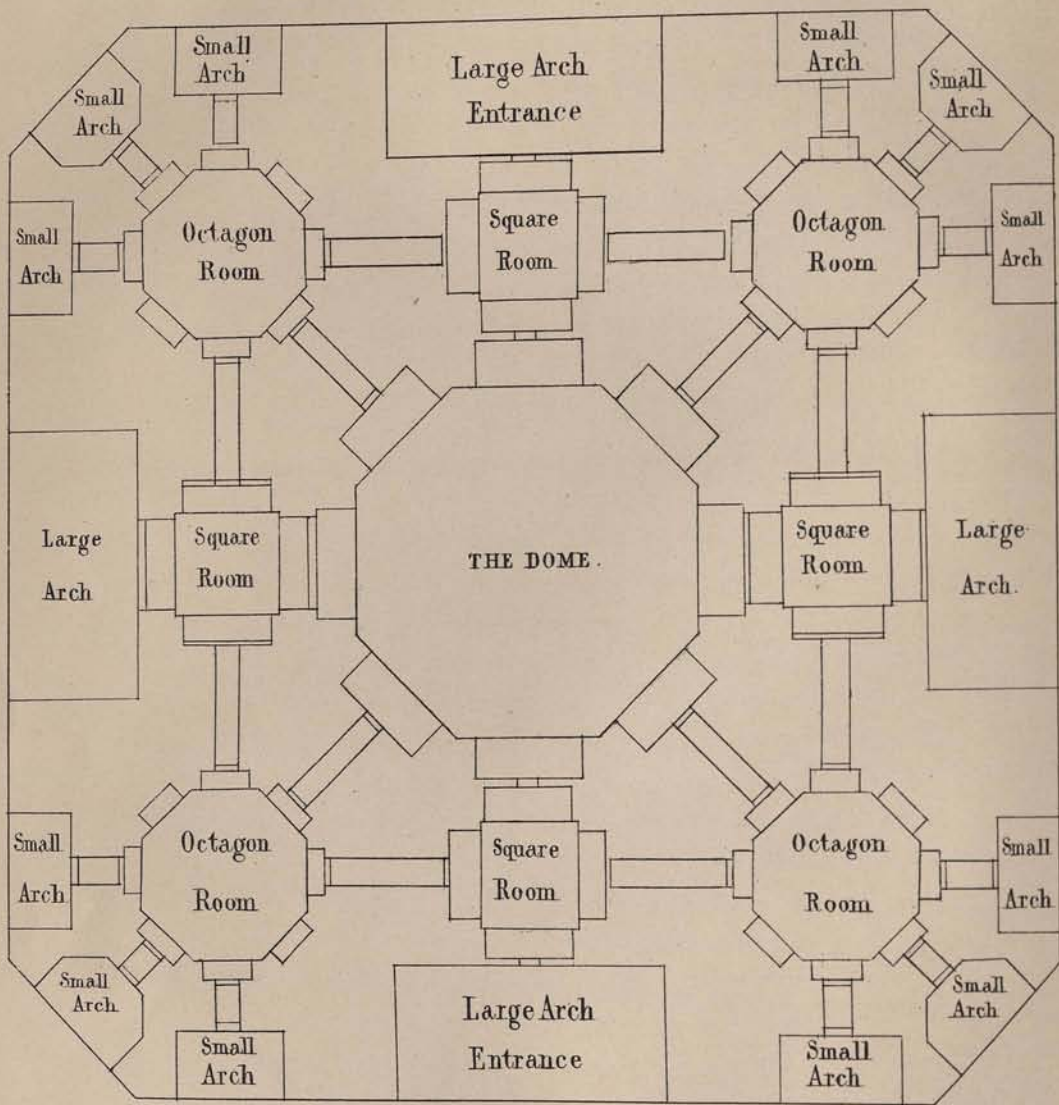 Small
Arch
Small
Arch
Large Arch
Entrance
Small
Arch
Small
Arch
Small
Arch
Octagon
Room
Square
Room
Octagon
Room
Small
Arch
Large
Arch
Square
Room
THE DOME.
Square
Room
Large
Arch.
Small
Arch
Octagon
Room
Square
Room
Octagon
Room
Small
Arch
Small
Arch
Small
Arch
Large Arch
Entrance
Small
Arch
Small
Arch